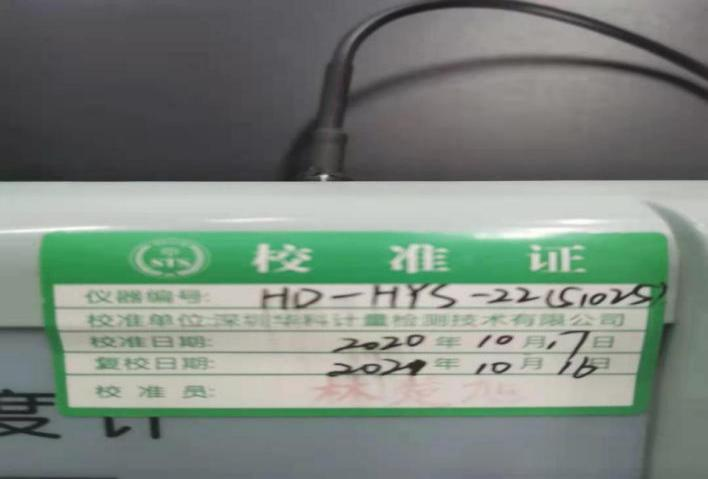 STS 校准证
仪器编号: HD-HYS-22(S1025)
校准单位:深圳华科计量检测技术有限公司
校准日期: 2020年10月17日
复校日期: 2021年10月16日
校准员: 林
度计